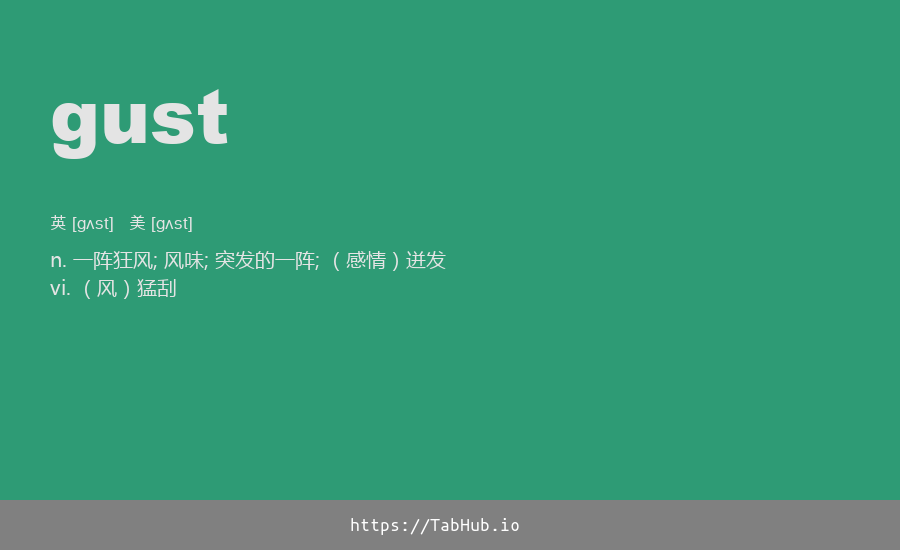 gust
英 [gʌst] 美 [gʌst]
n. 一阵狂风; 风味; 突发的一阵; （感情）迸发
vi. （风）猛刮
https://TabHub.io